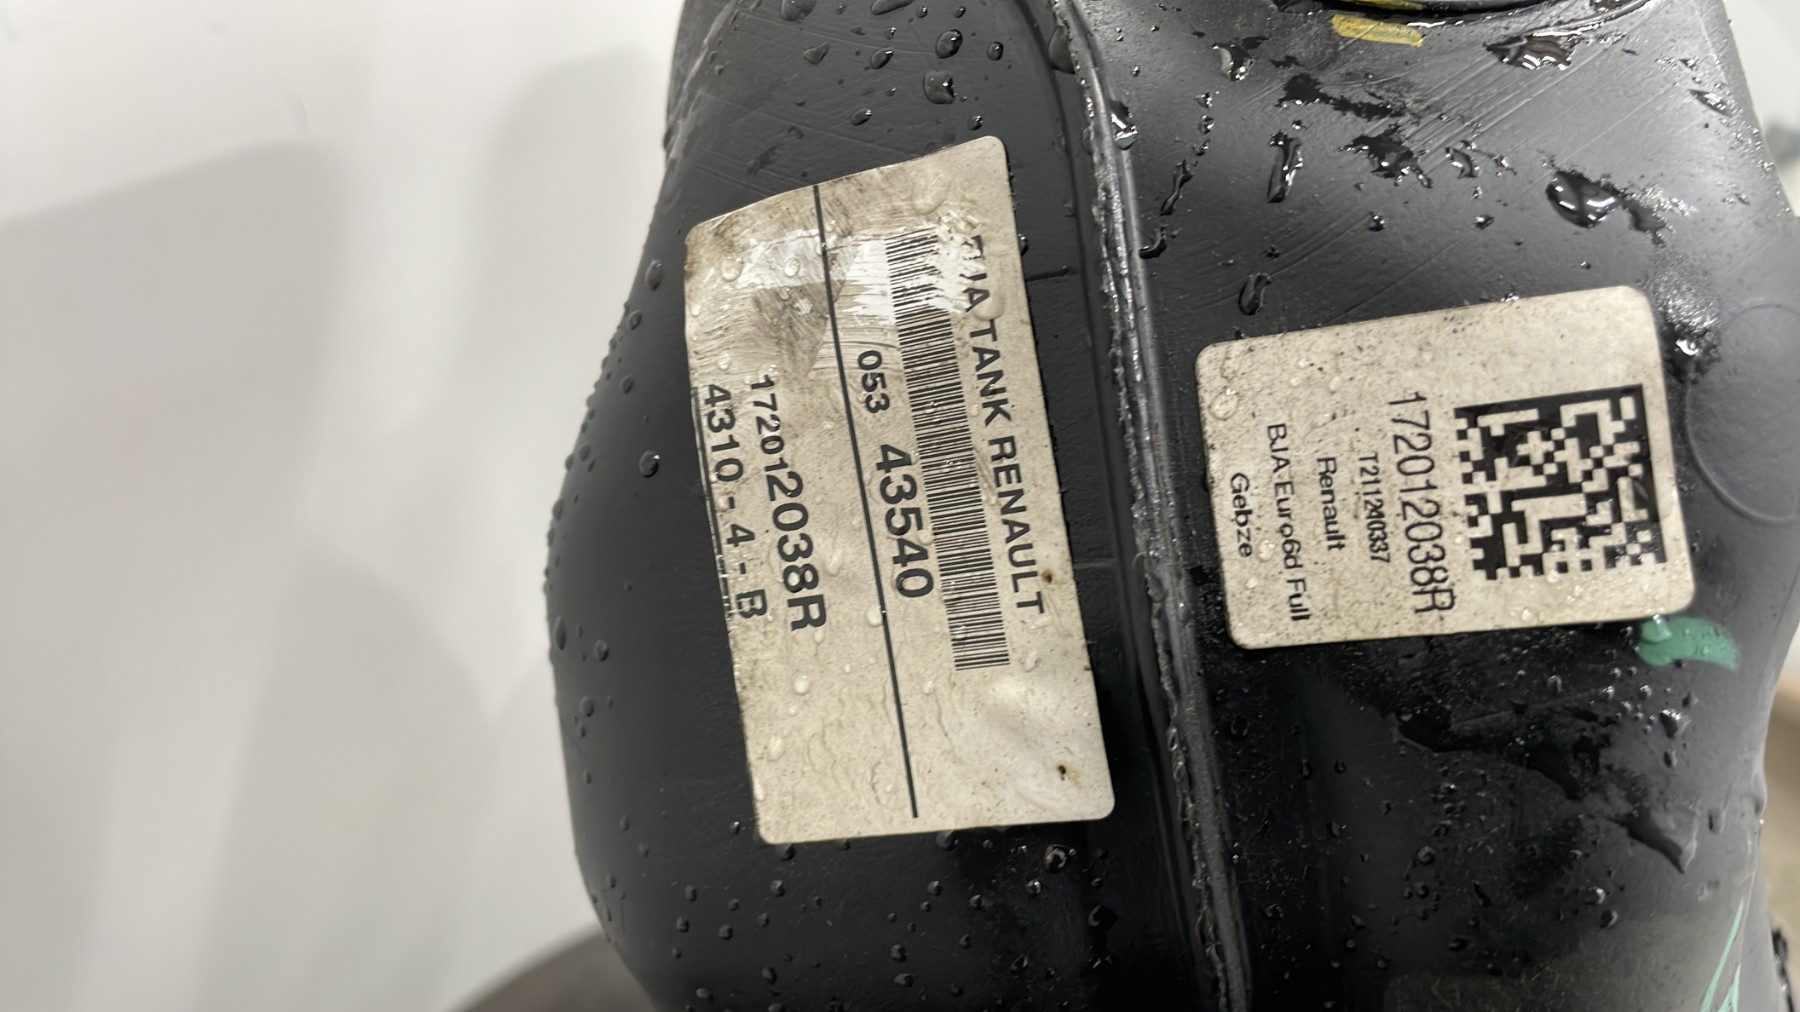 TANK RENAULT
053 43540
172012038R
4310 - 4 - B
172012038R
T211240337
Renault
BJA Euro6d Full
Gebze